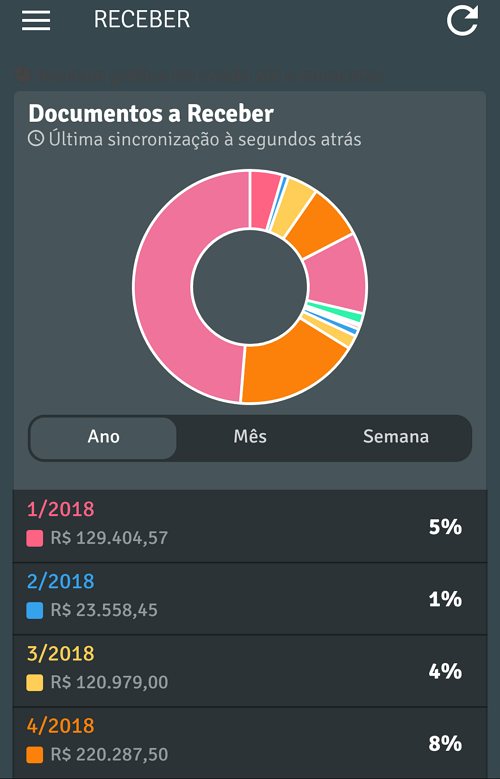 RECEBER
Documentos a Receber
Última sincronização à segundos atrás
Ano
Mês
Semana
1/2018
R$ 129.404,57
5%
2/2018
R$ 23.558,45
1%
3/2018
R$ 120.979,00
4%
4/2018
R$ 220.287,50
8%